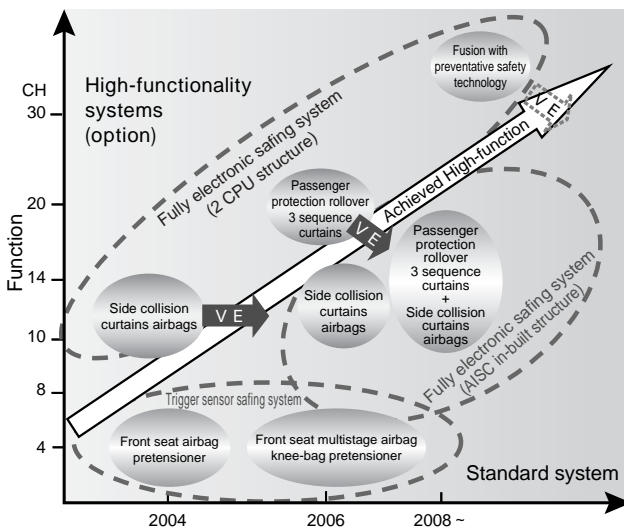 Function
CH
30
20
14
10
8
4
High-functionality
systems
(option)
Fully electronic safing system
(2 CPU structure)
Fusion with
preventative safety
technology
V E
Achieved High-function
Passenger
protection rollover
3 sequence
curtains
V E
Passenger
protection
rollover
3 sequence
curtains
+
Side collision
curtains
airbags
Side collision
curtains airbags
V E
Side collision
curtains
airbags
Fully electronic safing system
(AISC in-built structure)
Trigger sensor safing system
Front seat airbag
pretensioner
Front seat multistage airbag
knee-bag pretensioner
Standard system
2004
2006
2008 ~